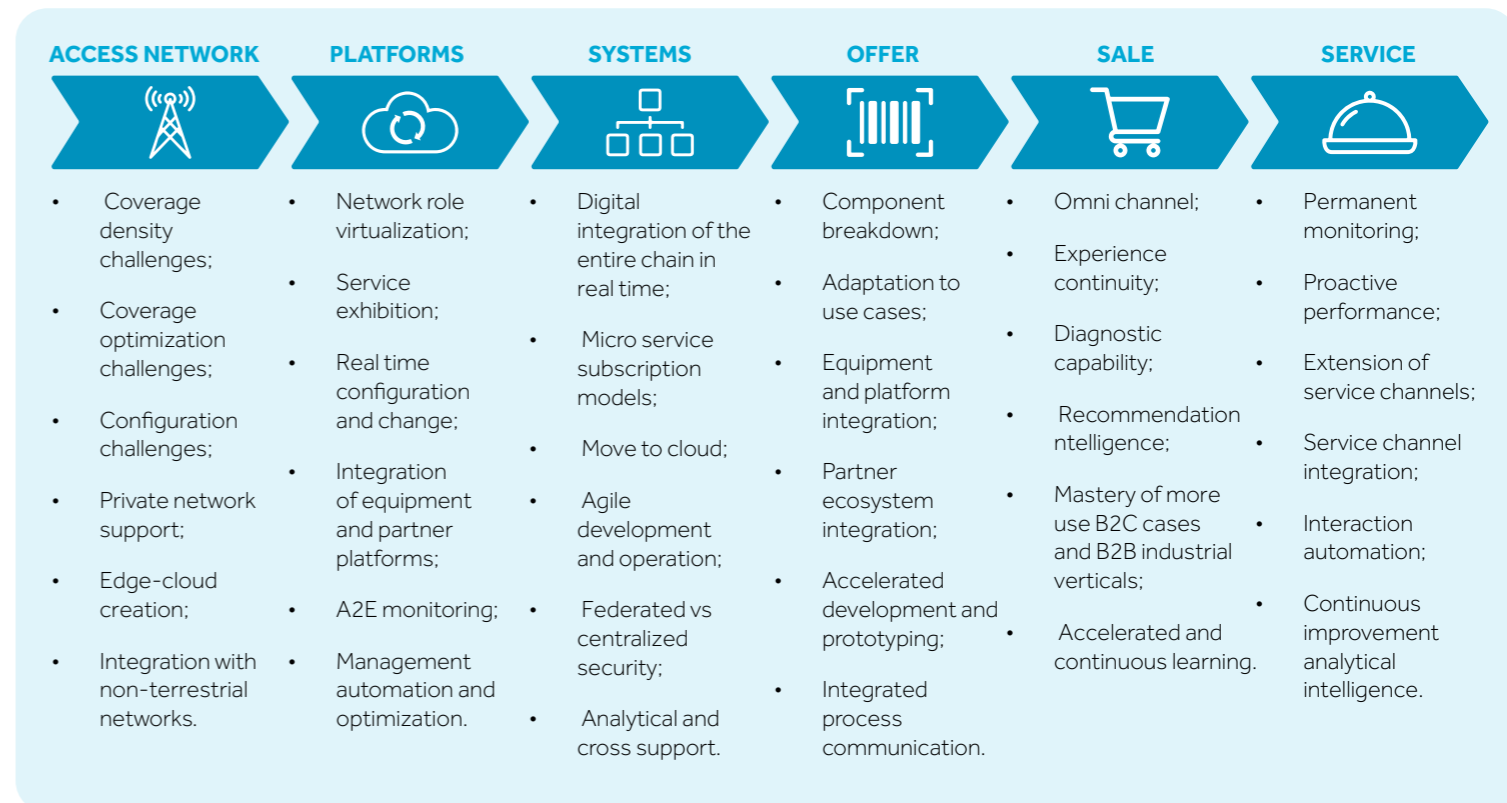 ACCESS NETWORK
• Coverage
density
challenges;
• Coverage
optimization
challenges;
• Configuration
challenges;
• Private network
support;
• Edge-cloud
creation;
• Integration with
non-terrestrial
networks.
PLATFORMS
• Network role
virtualization;
• Service
exhibition;
• Real time
configuration
and change;
• Integration
of equipment
and partner
platforms;
• A2E monitoring;
• Management
automation and
optimization.
SYSTEMS
• Digital
integration of the
entire chain in
real time;
• Micro service
subscription
models;
• Move to cloud;
• Agile
development
and operation;
• Federated vs
centralized
security;
• Analytical and
cross support.
OFFER
• Component
breakdown;
• Adaptation to
use cases;
• Equipment
and platform
integration;
• Partner
ecosystem
integration;
• Accelerated
development and
prototyping;
• Integrated
process
communication.
SALE
• Omni channel;
• Experience
continuity;
• Diagnostic
capability;
• Recommendation
ntelligence;
• Mastery of more
use B2C cases
and B2B industrial
verticals;
• Accelerated and
continuous learning.
SERVICE
• Permanent
monitoring;
• Proactive
performance;
• Extension of
service channels;
• Service channel
integration;
• Interaction
automation;
• Continuous
improvement
analytical
intelligence.